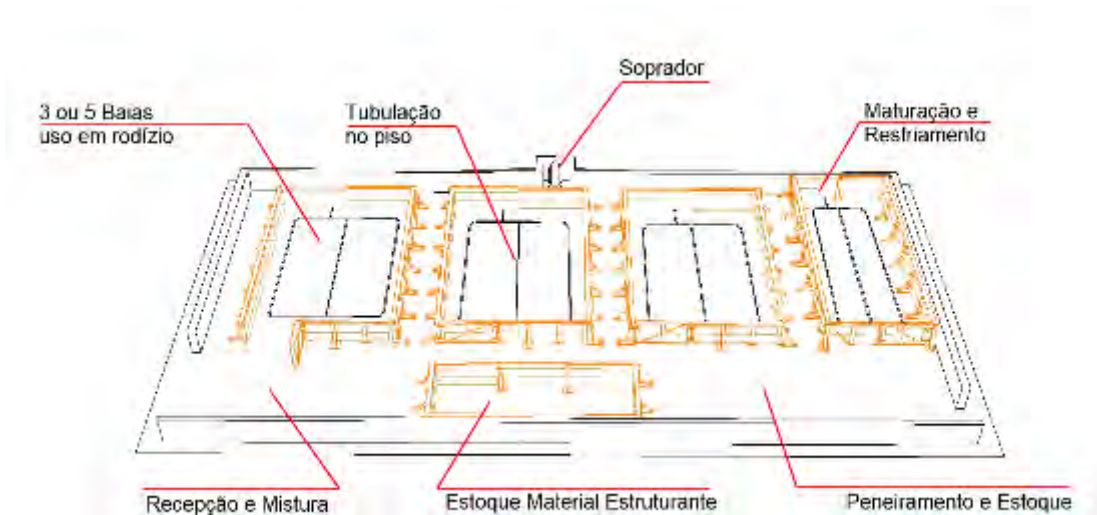 Soprador
3 ou 5 Baias
uso em rodízio
Tubulação
no piso
Maturação e
Resfriamento
Recepção e Mistura
Estoque Material Estruturante
Peneiramento e Estoque